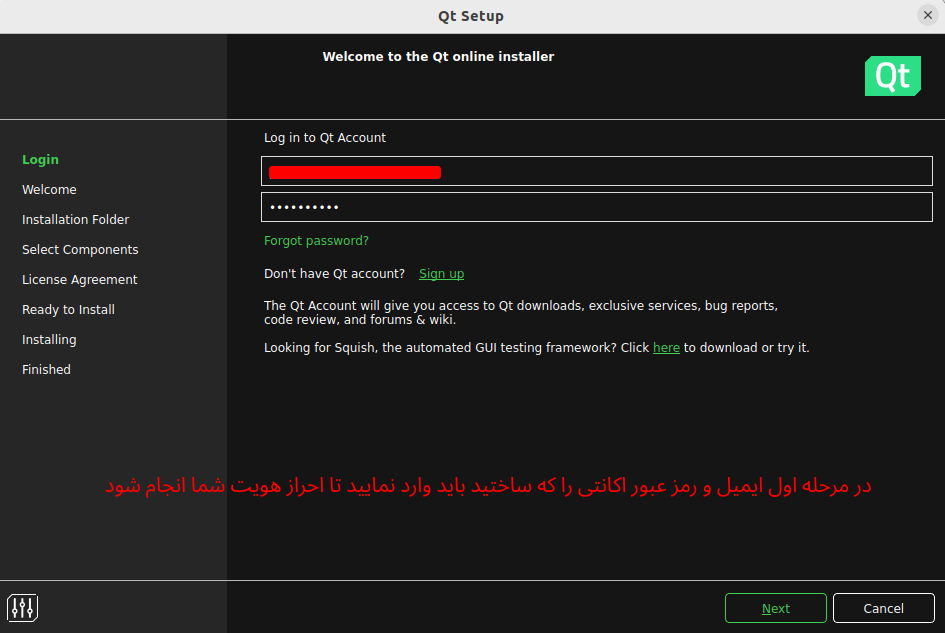 Qt Setup
Welcome to the Qt online installer
Qt
Login
Welcome
Installation Folder
Select Components
License Agreement
Ready to Install
Installing
Finished
Log in to Qt Account
••••••••••
Forgot password?
Don't have Qt account? Sign up
The Qt Account will give you access to Qt downloads, exclusive services, bug reports,
code review, and forums & wiki.
Looking for Squish, the automated GUI testing framework? Click here to download or try it.
در مرحله اول ایمیل و رمز عبور اکانتی را که ساختید باید وارد نمایید تا احراز هویت شما انجام شود
Next
Cancel